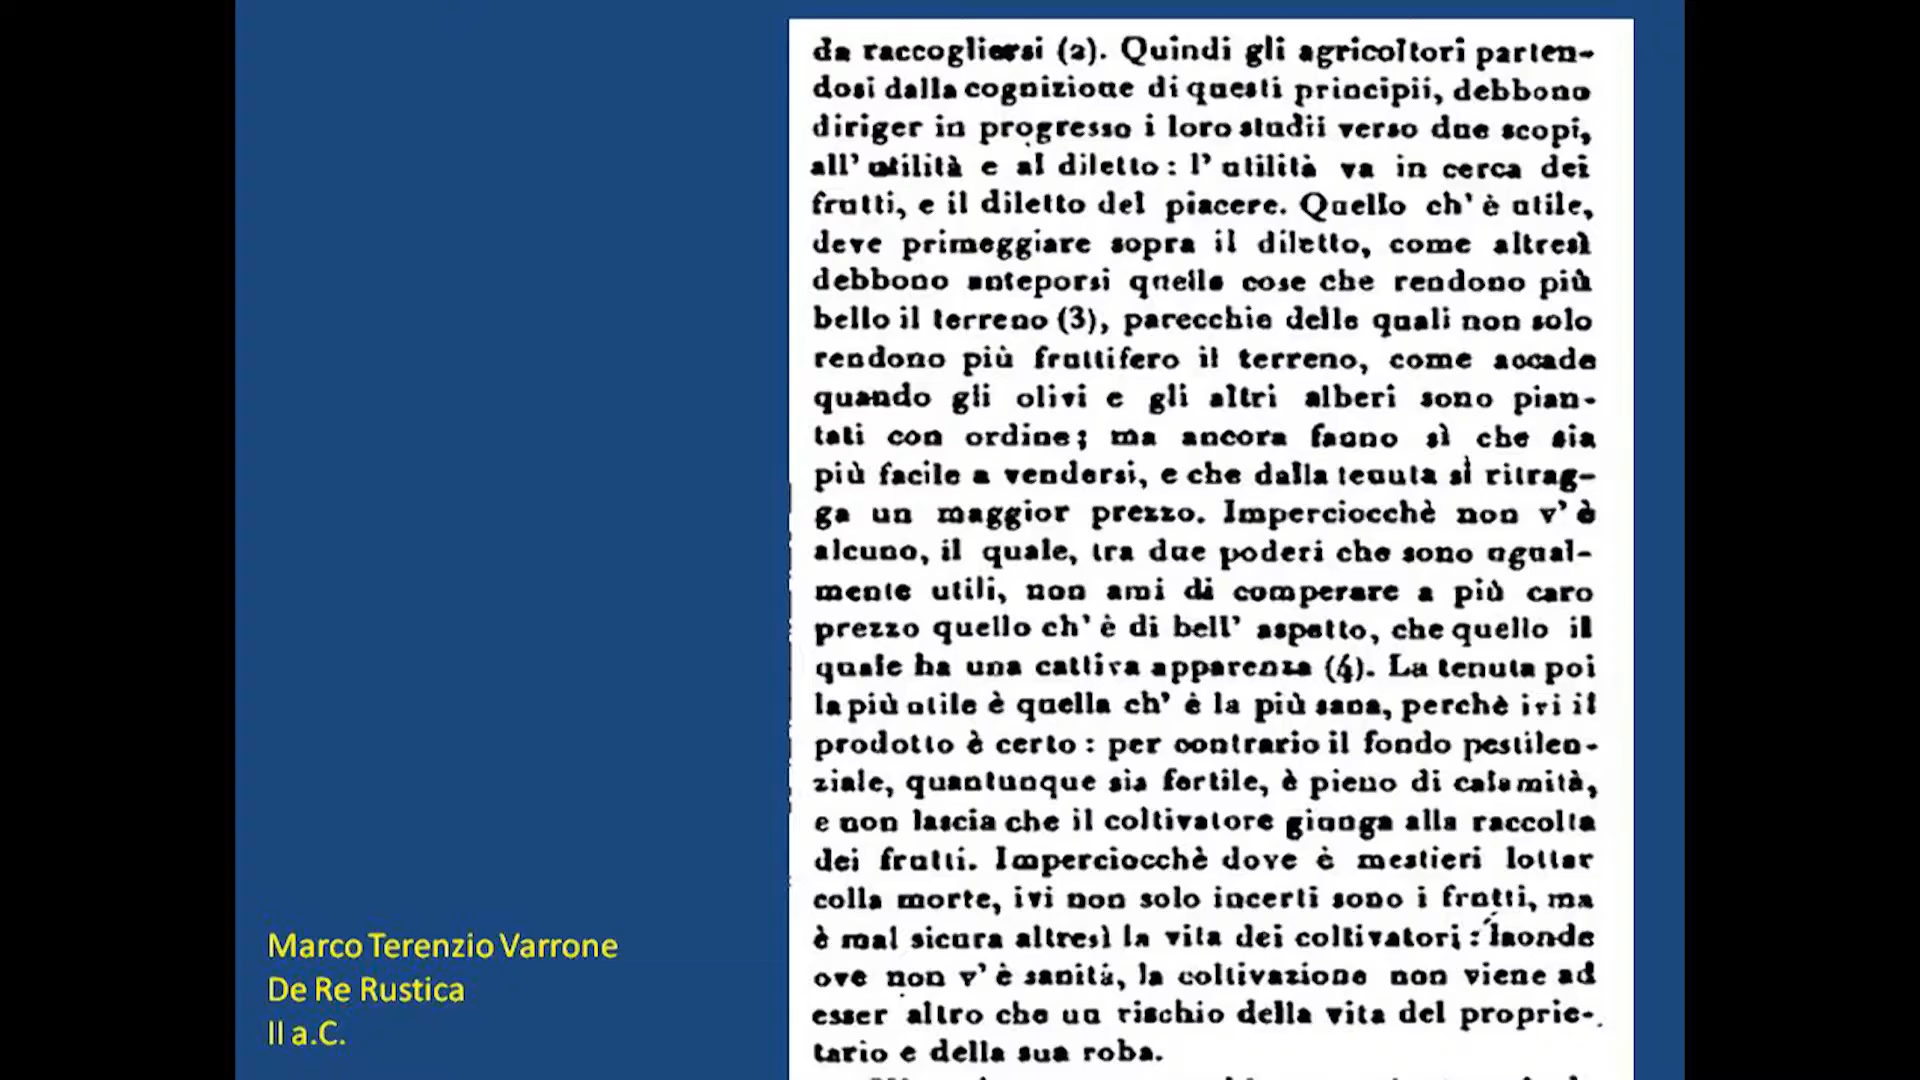 da raccogliersi (2). Quindi gli agricoltori parten-
dosi dalla cognizione di questi principii, debbono
diriger in progresso i loro studii verso due scopi,
all' utilità e al diletto : l' utilità va in cerca dei
frutti, e il diletto del piacere. Quello ch' è utile,
deve primeggiare sopra il diletto, come altresì
debbono anteporsi quelle cose che rendono più
bello il terreno (3), parecchie delle quali non solo
rendono più fruttifero il terreno, come accade
quando gli olivi e gli altri alberi sono pian-
tati con ordine; ma ancora fanno sì che sia
più facile a vendersi, e che dalla tenuta si ritrag-
ga un maggior prezzo. Imperciocchè non v' è
alcuno, il quale, tra due poderi che sono ugual-
mente utili, non ami di comperare a più caro
prezzo quello ch' è di bell' aspetto, che quello il
quale ha una cattiva apparenza (4). La tenuta poi
la più utile è quella ch' è la più sana, perchè ivi il
prodotto è certo : per contrario il fondo pestilen-
ziale, quantunque sia fertile, è pieno di calamità,
e non lascia che il coltivatore giunga alla raccolta
dei frutti. Imperciocchè dove è mestieri lottar
colla morte, ivi non solo incerti sono i frutti, ma
è mal sicura altresì la vita dei coltivatori : laonde
ove non v' è sanità, la coltivazione non viene ad
esser altro che un rischio della vita del proprie-
tario e della sua roba.
Marco Terenzio Varrone
De Re Rustica
II a.C.